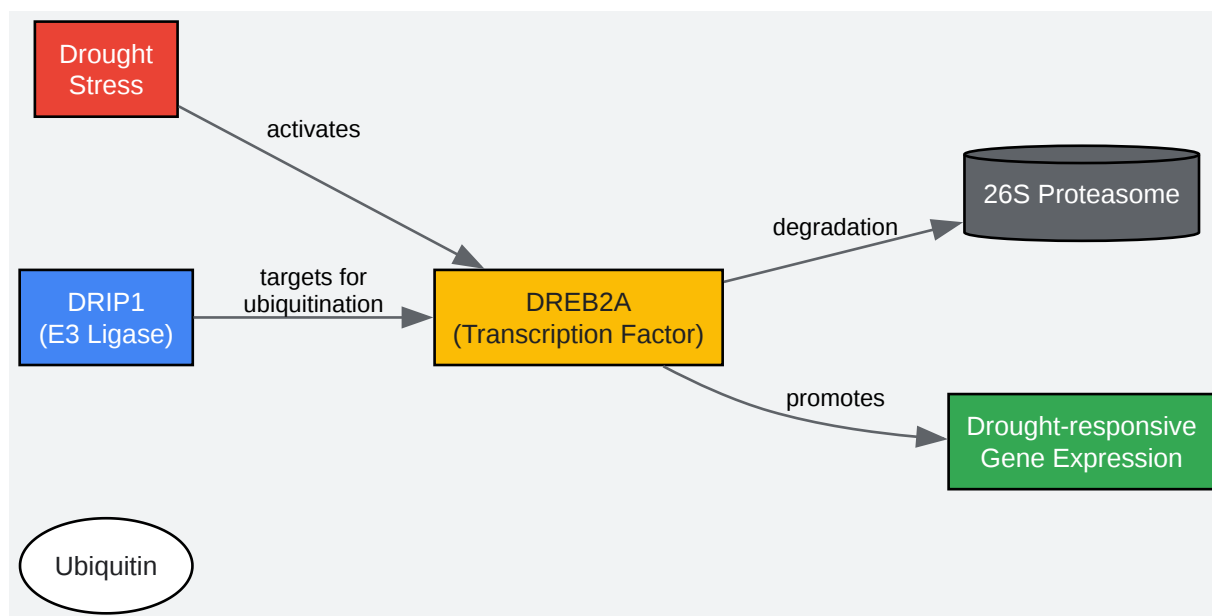 Drought
Stress
activates
26S Proteasome
degradation
targets for
ubiquitination
DRIP1
(E3 Ligase)
DREB2A
(Transcription Factor)
promotes
Drought-responsive
Gene Expression
Ubiquitin